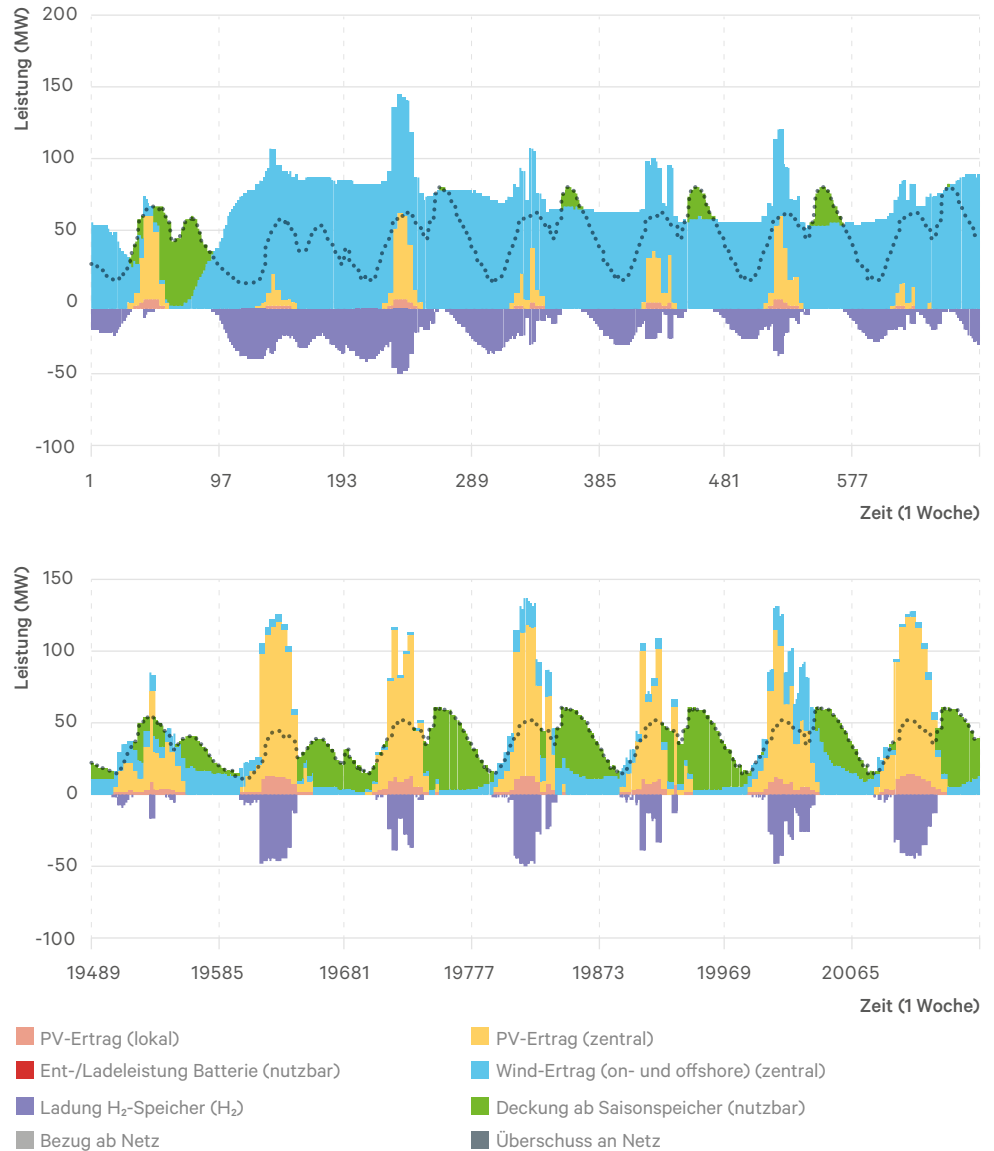 Leistung (MW)
200
150
100
50
0
-50
-100
1 97 193 289 385 481 577
Zeit (1 Woche)
Leistung (MW)
150
100
50
0
-50
-100
19489 19585 19681 19777 19873 19969 20065
Zeit (1 Woche)
PV-Ertrag (lokal) PV-Ertrag (zentral)
Ent-/Ladeleistung Batterie (nutzbar) Wind-Ertrag (on- und offshore) (zentral)
Ladung H₂-Speicher (H₂) Deckung ab Saisonspeicher (nutzbar)
Bezug ab Netz Überschuss an Netz